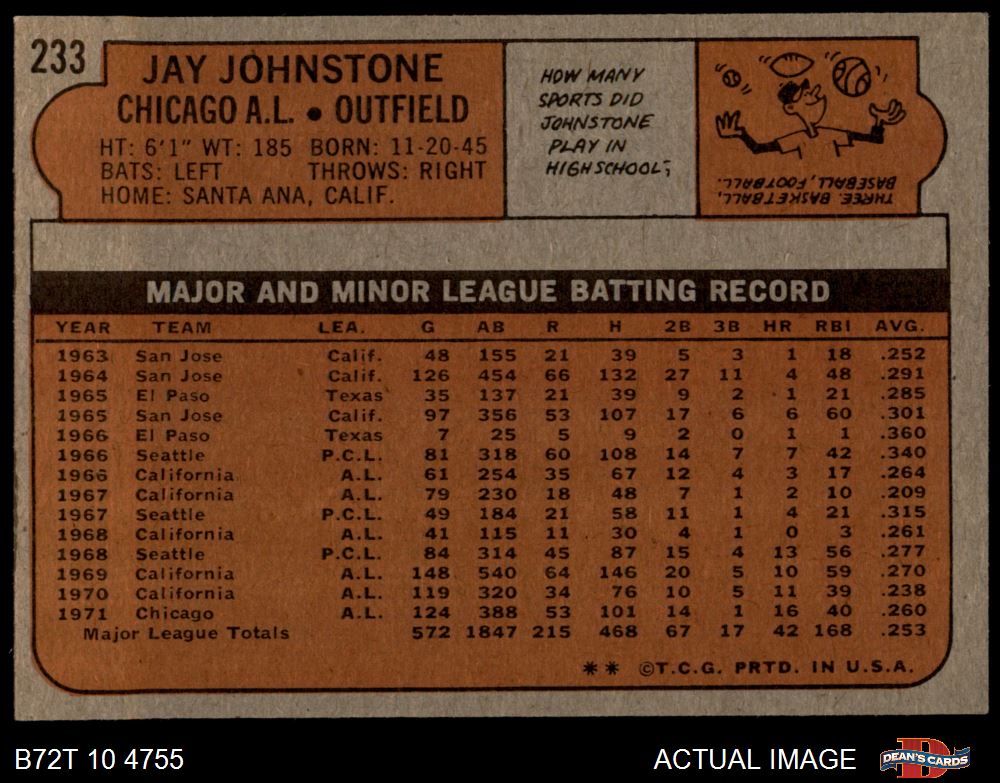 233
JAY JOHNSTONE
CHICAGO A.L. • OUTFIELD
HT: 6'1" WT: 185 BORN: 11-20-45
BATS: LEFT THROWS: RIGHT
HOME: SANTA ANA, CALIF.
HOW MANY
SPORTS DID
JOHNSTONE
PLAY IN
HIGH SCHOOL?
THREE. BASKETBALL,
BASEBALL, FOOTBALL.
MAJOR AND MINOR LEAGUE BATTING RECORD
YEAR TEAM LEA. G AB R H 2B 3B HR RBI AVG.
1963 San Jose Calif. 48 155 21 39 5 3 1 18 .252
1964 San Jose Calif. 126 454 66 132 27 11 4 48 .291
1965 El Paso Texas 35 137 21 39 9 2 1 21 .285
1965 San Jose Calif. 97 356 53 107 17 6 6 60 .301
1966 El Paso Texas 7 25 5 9 2 0 1 1 .360
1966 Seattle P.C.L. 81 318 60 108 14 7 7 42 .340
1966 California A.L. 61 254 35 67 12 4 3 17 .264
1967 California A.L. 79 230 18 48 7 1 2 10 .209
1967 Seattle P.C.L. 49 184 21 58 11 1 4 21 .315
1968 California A.L. 41 115 11 30 4 1 0 3 .261
1968 Seattle P.C.L. 84 314 45 87 15 4 13 56 .277
1969 California A.L. 148 540 64 146 20 5 10 59 .270
1970 California A.L. 119 320 34 76 10 5 11 39 .238
1971 Chicago A.L. 124 388 53 101 14 1 16 40 .260
Major League Totals 572 1847 215 468 67 17 42 168 .253
** ©T.C.G. PRTD. IN U.S.A.
B72T 10 4755
ACTUAL IMAGE
D
DEAN'S CARDS